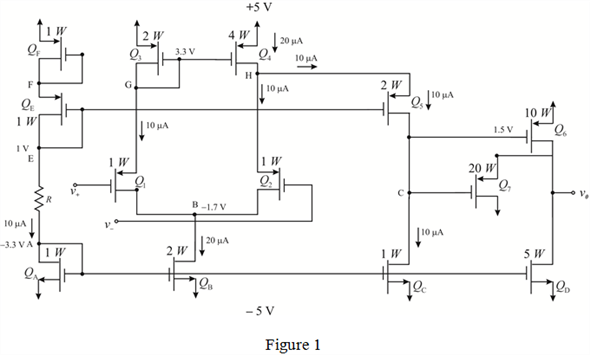 +5 V
1 W
2 W
4 W
20 μA
Q_F
Q_3
3.3 V
Q_4
10 μA
F
G
H
Q_E
1 W
10 μA
10 μA
2 W
Q_5
10 μA
1.5 V
10 W
Q_6
1 V
E
1 W
Q_1
1 W
Q_2
20 W
Q_7
R
v_+
v_-
B
−1.7 V
C
10 μA
−3.3 V A
1 W
2 W
20 μA
1 W
10 μA
5 W
Q_A
Q_B
Q_C
Q_D
− 5 V
Figure 1